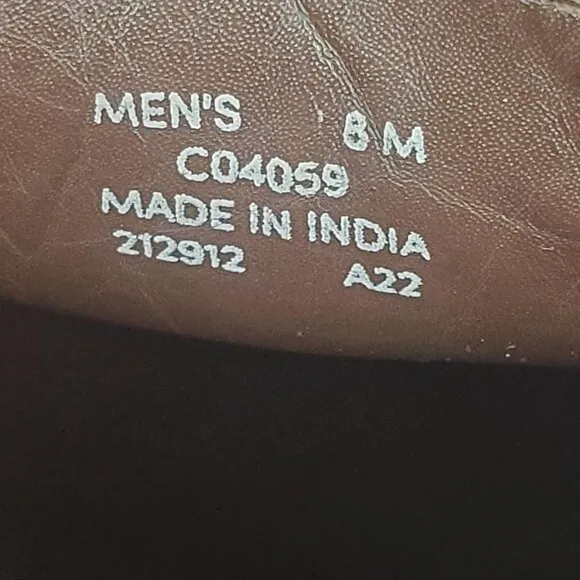 MEN'S 8 M
C04059
MADE IN INDIA
212912 A22